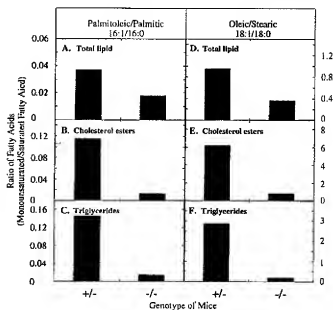 Palmitoleic/Palmitic
16:1/16:0
Oleic/Stearic
18:1/18:0
Ratio of Fatty Acids
(Monounsaturated/Saturated Fatty Aicd)
A. Total lipid
0.06
0.04
0.02
0
D. Total lipid
1.2
0.8
0.4
0
B. Cholesterol esters
0.12
0.08
0.04
E. Cholesterol esters
8
6
4
2
0
C. Triglycerides
0.16
0.12
0.08
0.04
0
F. Triglycerides
3
2
1
0
+/-
-/-
+/-
-/-
Genotype of Mice